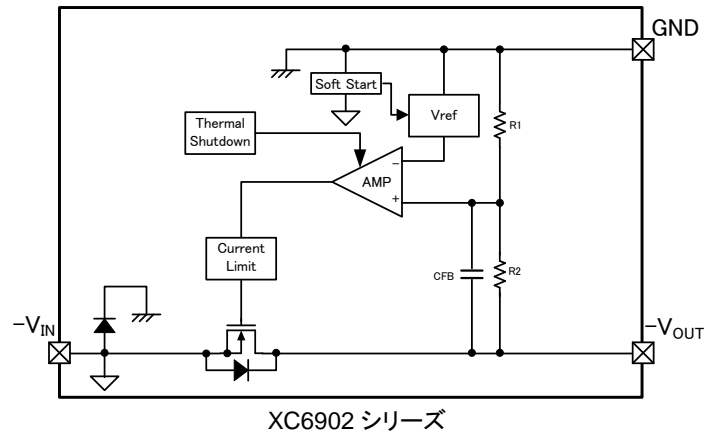 GND
Soft Start
Vref
R1
Thermal
Shutdown
AMP
−
+
Current
Limit
CFB
R2
−VIN
−VOUT
XC6902 シリーズ